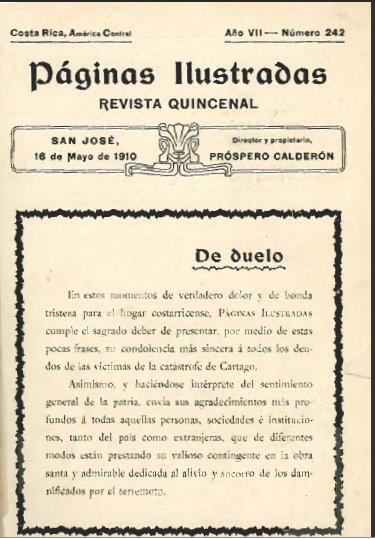 Costa Rica, América Central
Año VII — Número 242
Páginas Ilustradas
REVISTA QUINCENAL
SAN JOSÉ,
16 de Mayo de 1910
Director y propietario,
PRÓSPERO CALDERÓN
De duelo
En estos momentos de verdadero dolor y de honda
tristeza para el hogar costarricense, PÁGINAS ILUSTRADAS
cumple el sagrado deber de presentar, por medio de estas
pocas frases, su condolencia más sincera á todos los deu-
dos de las víctimas de la catástrofe de Cartago.
Asimismo, y haciéndose intérprete del sentimiento
general de la patria, envía sus agradecimientos más pro-
fundos á todas aquellas personas, sociedades é institucio-
nes, tanto del país como extranjeras, que de diferentes
modos están prestando su valioso contingente en la obra
santa y admirable dedicada al alivio y socorro de los dam-
nificados por el terremoto.